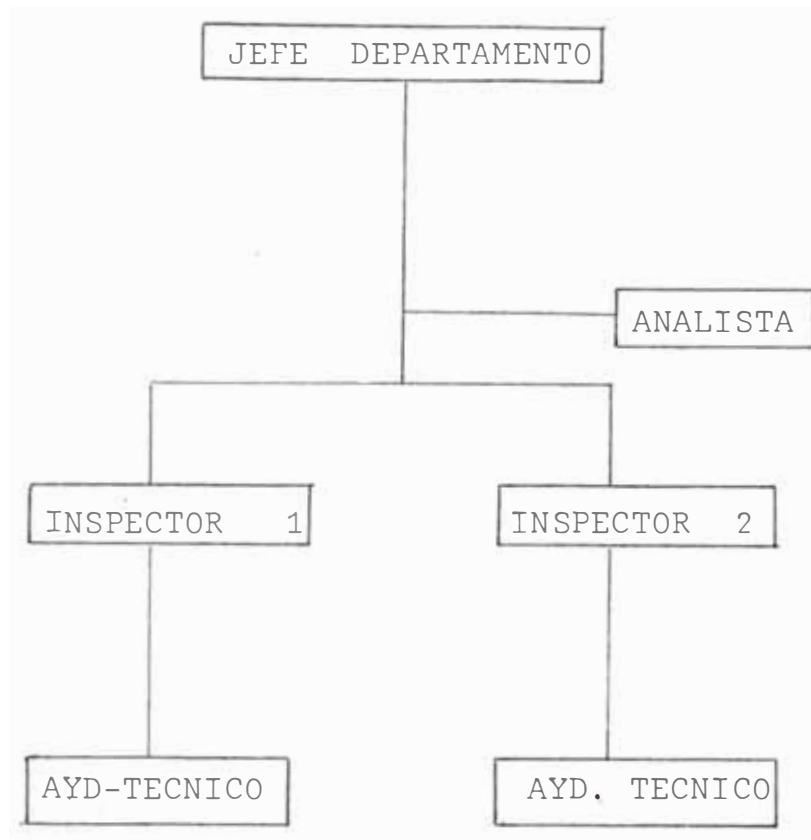 JEFE DEPARTAMENTO
ANALISTA
INSPECTOR 1
INSPECTOR 2
AYD-TECNICO
AYD. TECNICO